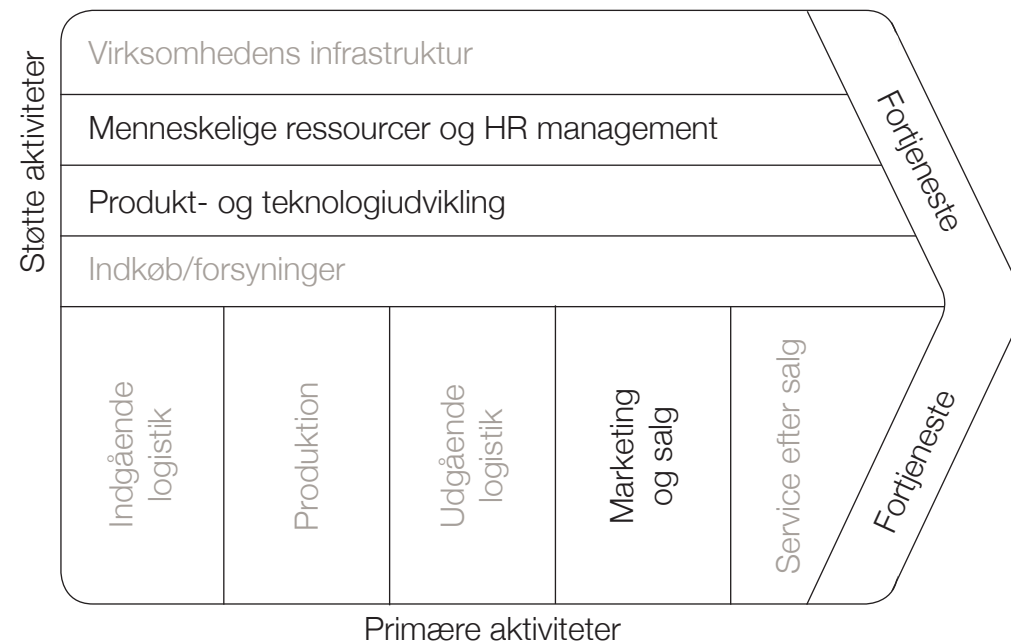 Støtte aktiviteter
Virksomhedens infrastruktur
Menneskelige ressourcer og HR management
Produkt- og teknologiudvikling
Indkøb/forsyninger
Fortjeneste
Indgående
logistik
Produktion
Udgående
logistik
Marketing
og salg
Service efter salg
Fortjeneste
Primære aktiviteter